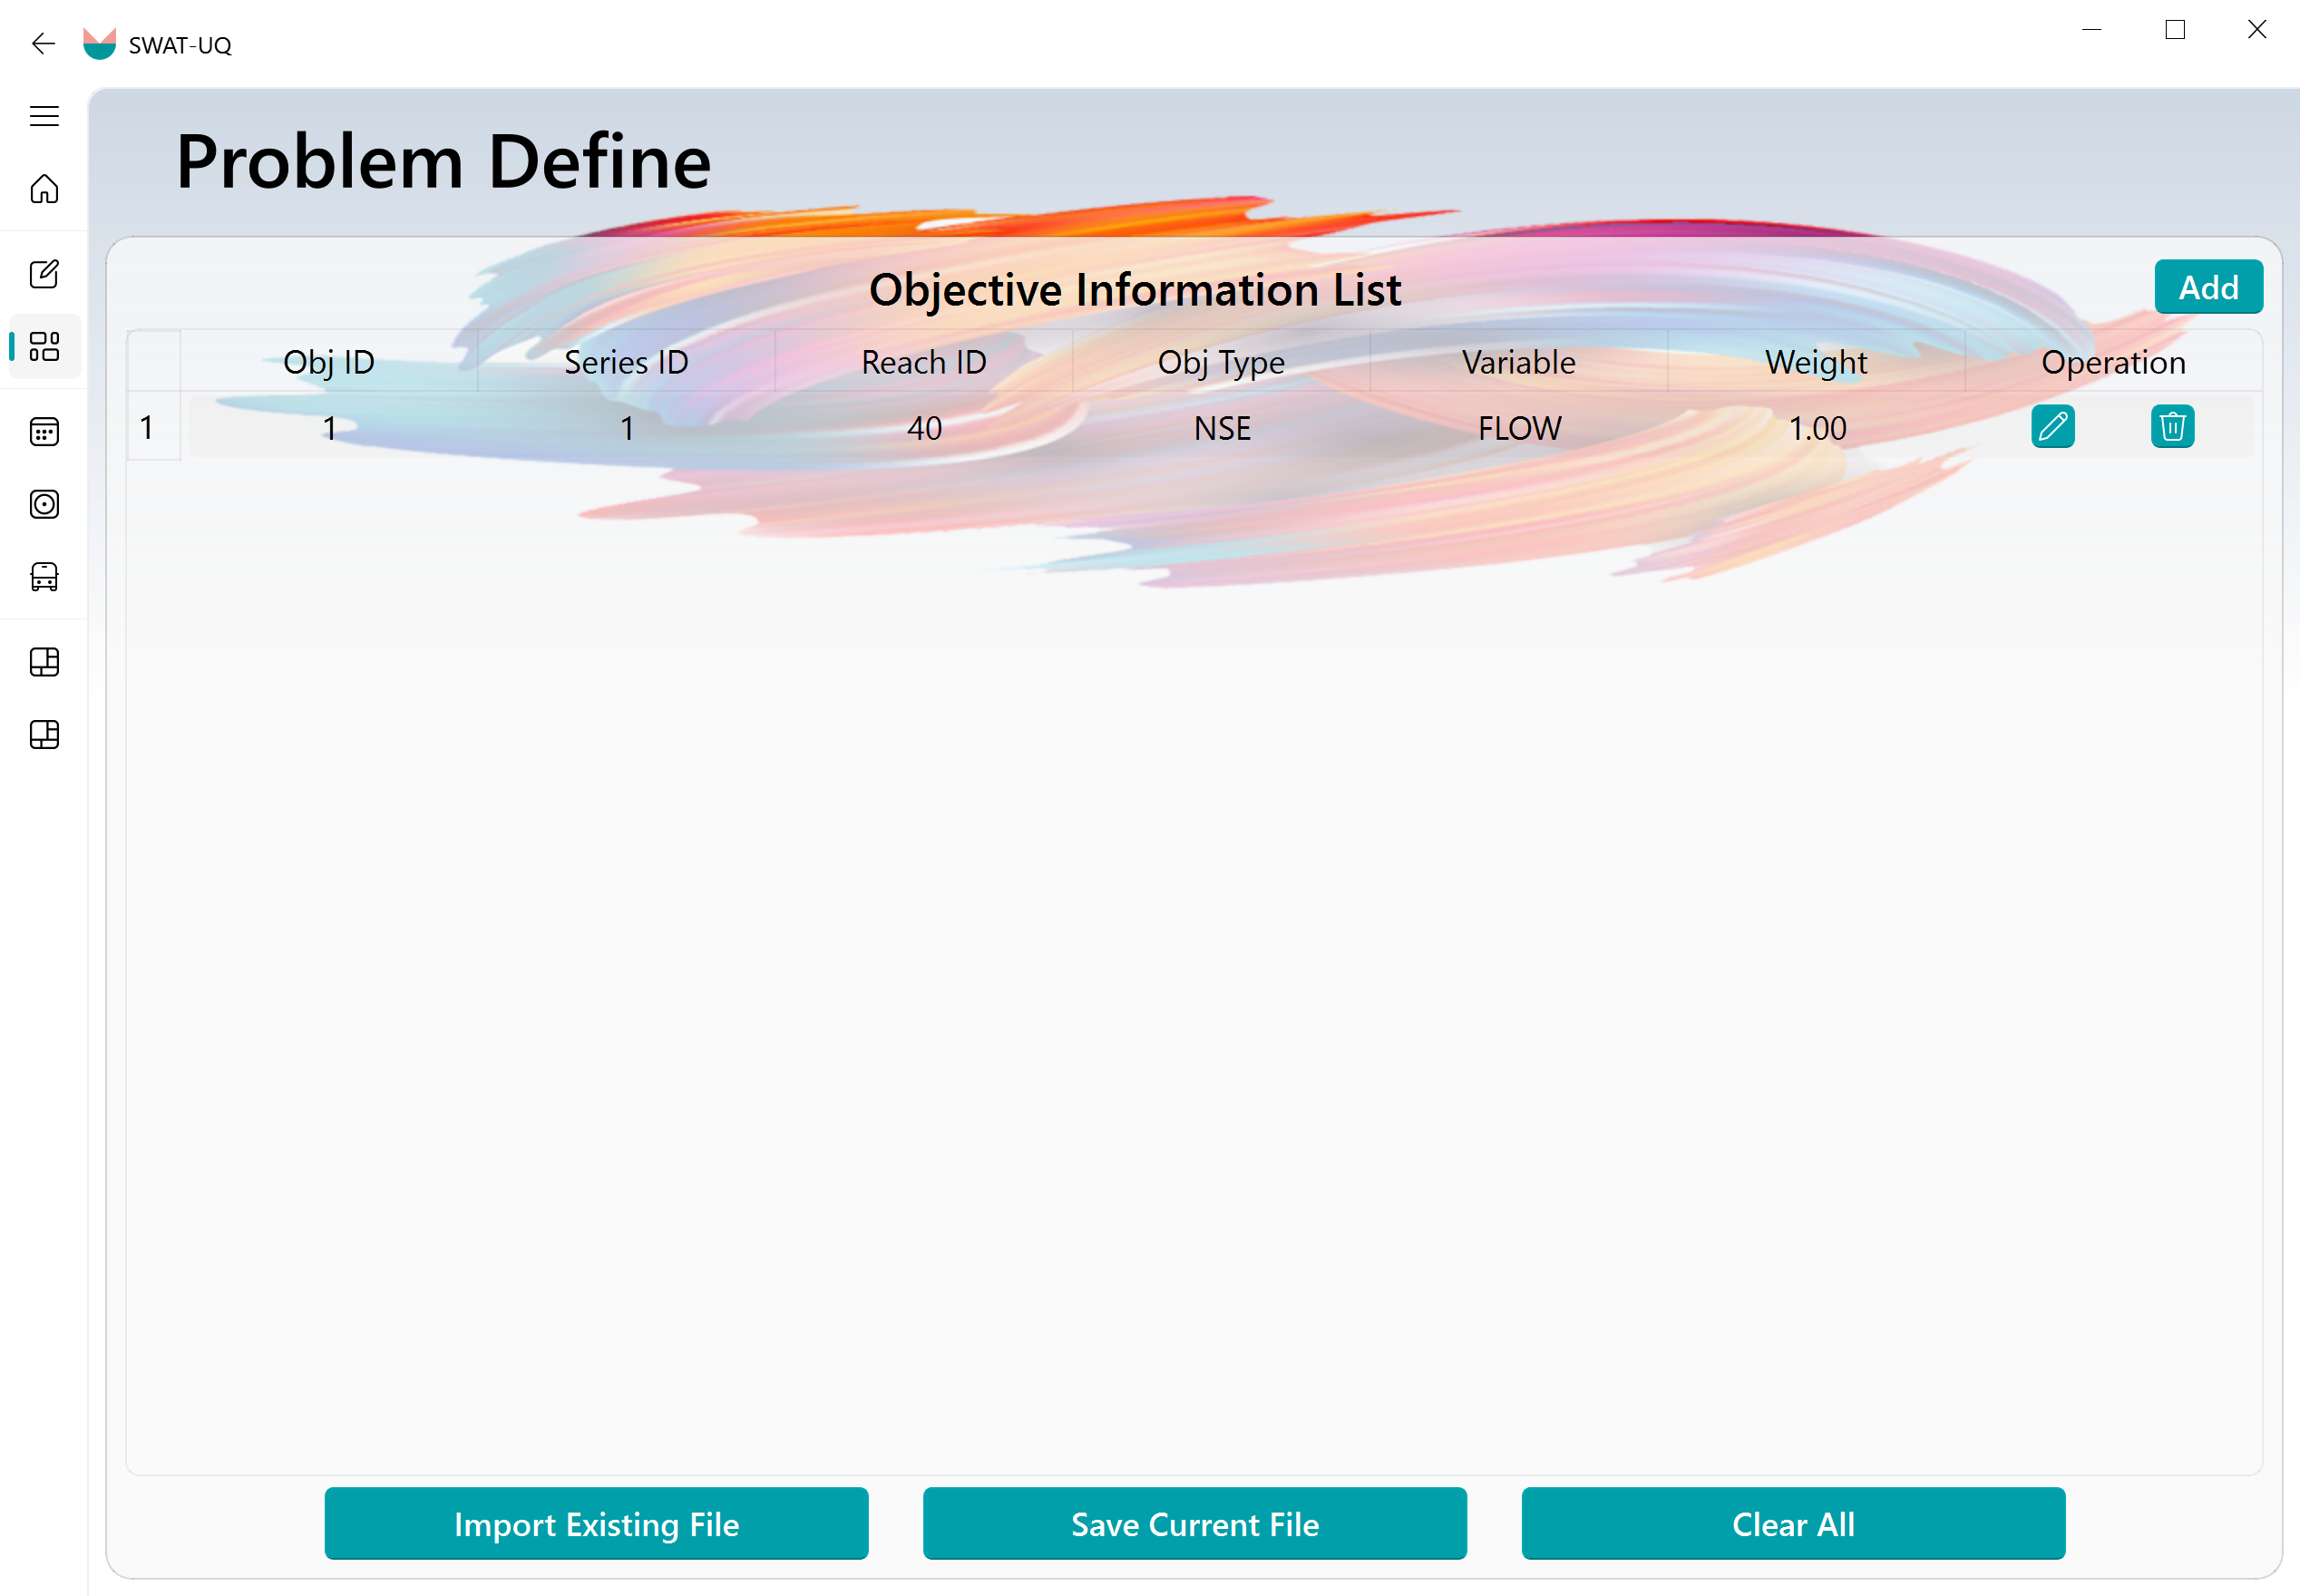 SWAT-UQ
Problem Define
Objective Information List
Add
Obj ID Series ID Reach ID Obj Type Variable Weight Operation
1 1 1 40 NSE FLOW 1.00
Import Existing File Save Current File Clear All